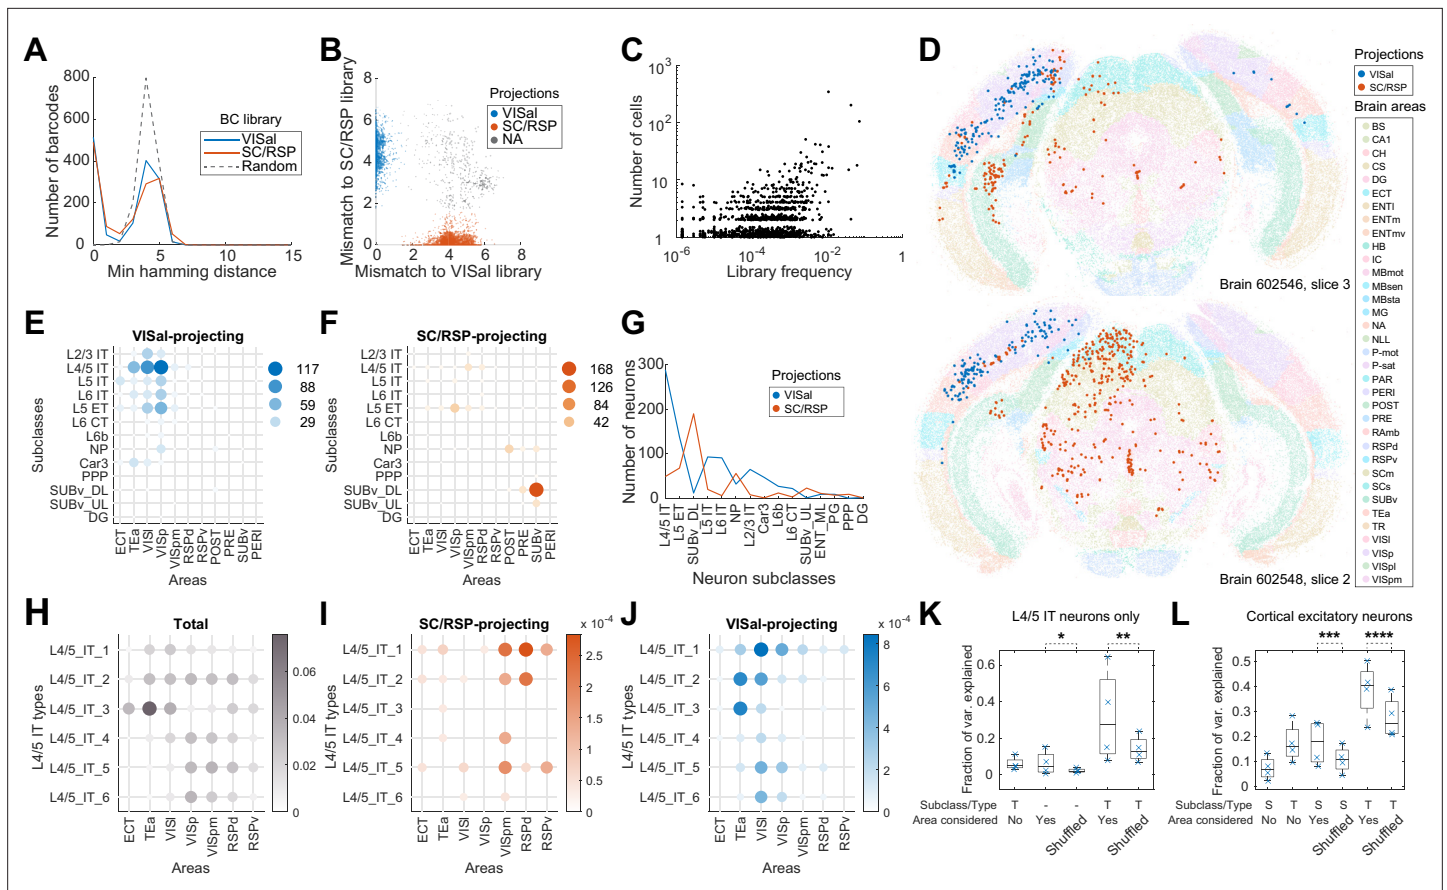 A
800
600
400
200
0
Number of barcodes
BC library
VISal
SC/RSP
Random
0 5 10 15
Min hamming distance
B
8
6
4
2
0
Mismatch to SC/RSP library
Projections
VISal
SC/RSP
NA
0 2 4 6 8
Mismatch to VISal library
C
10^3
10^2
10
1
Number of cells
10^-6 10^-4 10^-2 1
Library frequency
D
Brain 602546, slice 3
Brain 602548, slice 2
Projections
VISal
SC/RSP
Brain areas
BS
CA1
CH
CS
DG
ECT
ENTl
ENTm
ENTmv
HB
IC
MBmot
MBsen
MBsta
MG
NA
NLL
P-mot
P-sat
PAR
PERI
POST
PRE
RAmb
RSPd
RSPv
SCm
SCs
SUBv
TEa
TR
VISl
VISp
VISpl
VISpm
E
VISal-projecting
Subclasses
L2/3 IT
L4/5 IT
L5 IT
L6 IT
L5 ET
L6 CT
L6b
NP
Car3
PPP
SUBv_DL
SUBv_UL
DG
ECT TEa VISl VISp VISpm RSPd RSPv POST PRE SUBv PERI
Areas
117
88
59
29
F
SC/RSP-projecting
Subclasses
L2/3 IT
L4/5 IT
L5 IT
L6 IT
L5 ET
L6 CT
L6b
NP
Car3
PPP
SUBv_DL
SUBv_UL
DG
ECT TEa VISl VISp VISpm RSPd RSPv POST PRE SUBv PERI
Areas
168
126
84
42
G
300
200
100
0
Number of neurons
Projections
VISal
SC/RSP
L4/5 IT L5 ET SUBv_DL L5 IT L6 IT NP L2/3 IT Car3 L6b L6 CT SUBv_UL ENT_ML PG PPP DG
Neuron subclasses
H
Total
L4/5 IT types
L4/5_IT_1
L4/5_IT_2
L4/5_IT_3
L4/5_IT_4
L4/5_IT_5
L4/5_IT_6
ECT TEa VISl VISp VISpm RSPd RSPv
Areas
0.06
0.04
0.02
0
I
SC/RSP-projecting
L4/5 IT types
L4/5_IT_1
L4/5_IT_2
L4/5_IT_3
L4/5_IT_4
L4/5_IT_5
L4/5_IT_6
ECT TEa VISl VISp VISpm RSPd RSPv
Areas
x 10^-4
2.5
2
1.5
1
0.5
0
J
VISal-projecting
L4/5 IT types
L4/5_IT_1
L4/5_IT_2
L4/5_IT_3
L4/5_IT_4
L4/5_IT_5
L4/5_IT_6
ECT TEa VISl VISp VISpm RSPd RSPv
Areas
x 10^-4
8
6
4
2
0
K
L4/5 IT neurons only
* **
0.6
0.4
0.2
0
Fraction of var. explained
Subclass/Type T - - T T
Area considered No Yes Shuffled Yes Shuffled
L
Cortical excitatory neurons
*** ****
0.5
0.4
0.3
0.2
0.1
0
Fraction of var. explained
Subclass/Type S T S S T T
Area considered No No Yes Shuffled Yes Shuffled